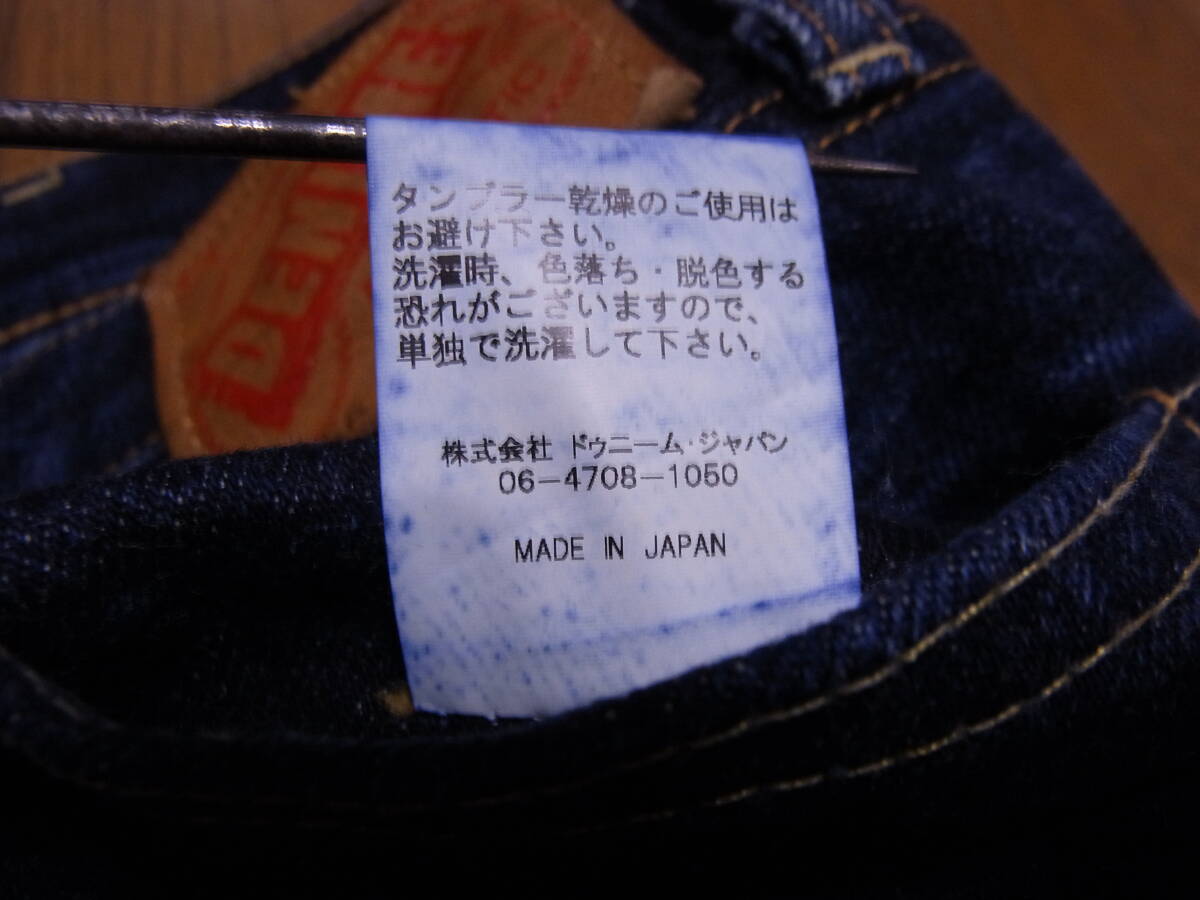 タンブラー乾燥のご使用は
お避け下さい。
洗濯時、色落ち・脱色する
恐れがございますので、
単独で洗濯して下さい。
株式会社 ドゥニーム・ジャパン
06-4708-1050
MADE IN JAPAN